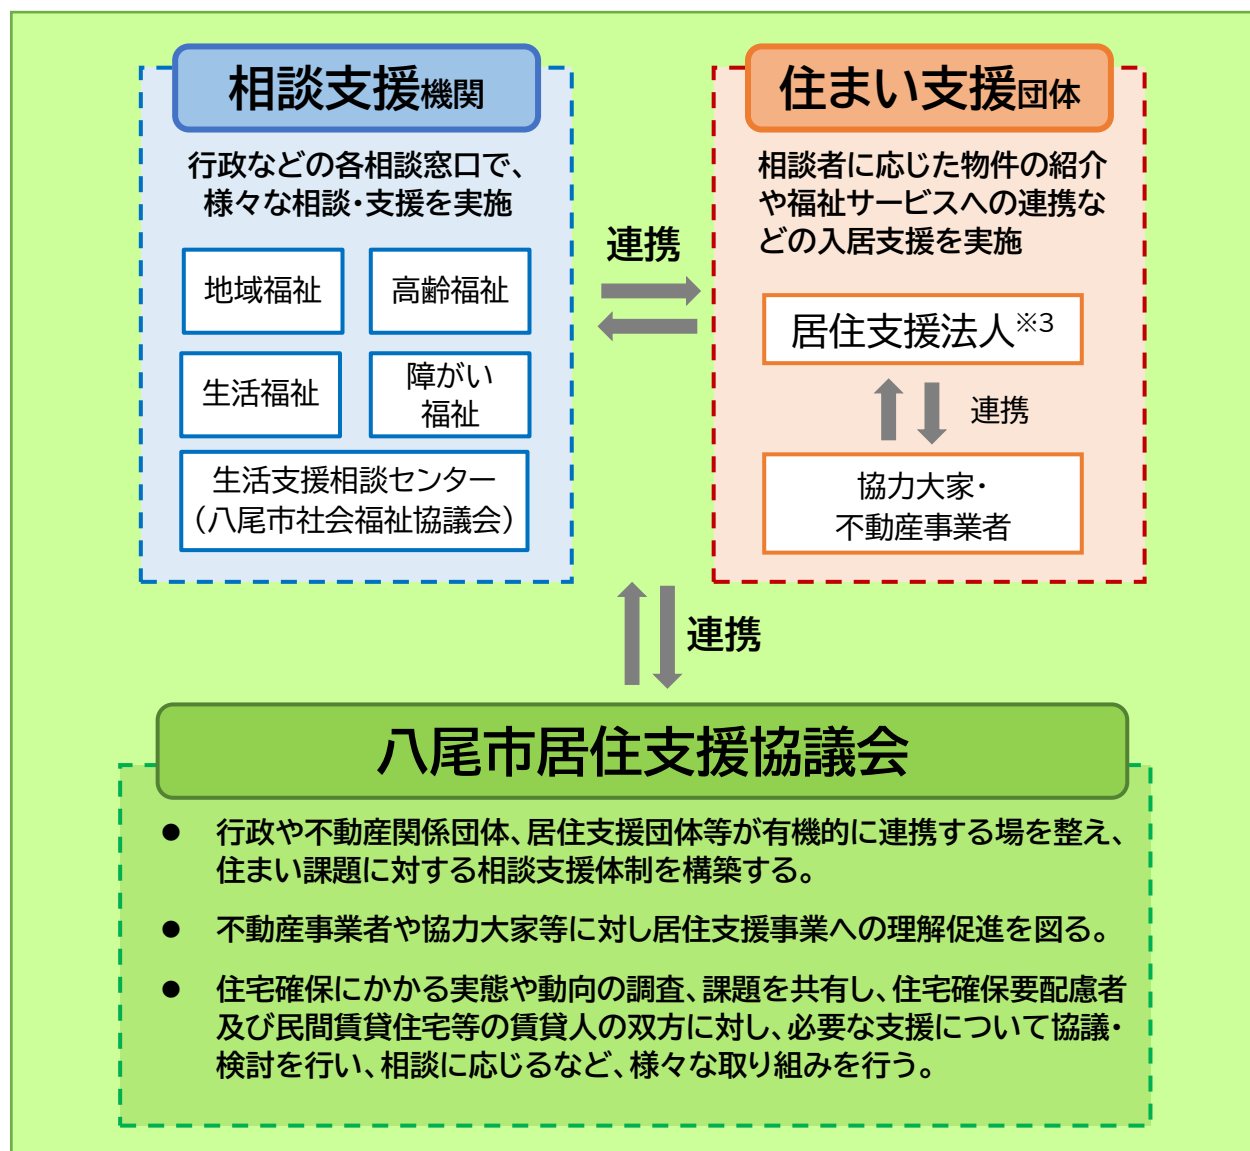 相談支援機関
行政などの各相談窓口で、
様々な相談・支援を実施
地域福祉
高齢福祉
生活福祉
障がい
福祉
生活支援相談センター
（八尾市社会福祉協議会）
連携
住まい支援団体
相談者に応じた物件の紹介
や福祉サービスへの連携な
どの入居支援を実施
居住支援法人※3
連携
協力大家・
不動産事業者
連携
八尾市居住支援協議会
● 行政や不動産関係団体、居住支援団体等が有機的に連携する場を整え、
住まい課題に対する相談支援体制を構築する。
● 不動産事業者や協力大家等に対し居住支援事業への理解促進を図る。
● 住宅確保にかかる実態や動向の調査、課題を共有し、住宅確保要配慮者
及び民間賃貸住宅等の賃貸人の双方に対し、必要な支援について協議・
検討を行い、相談に応じるなど、様々な取り組みを行う。